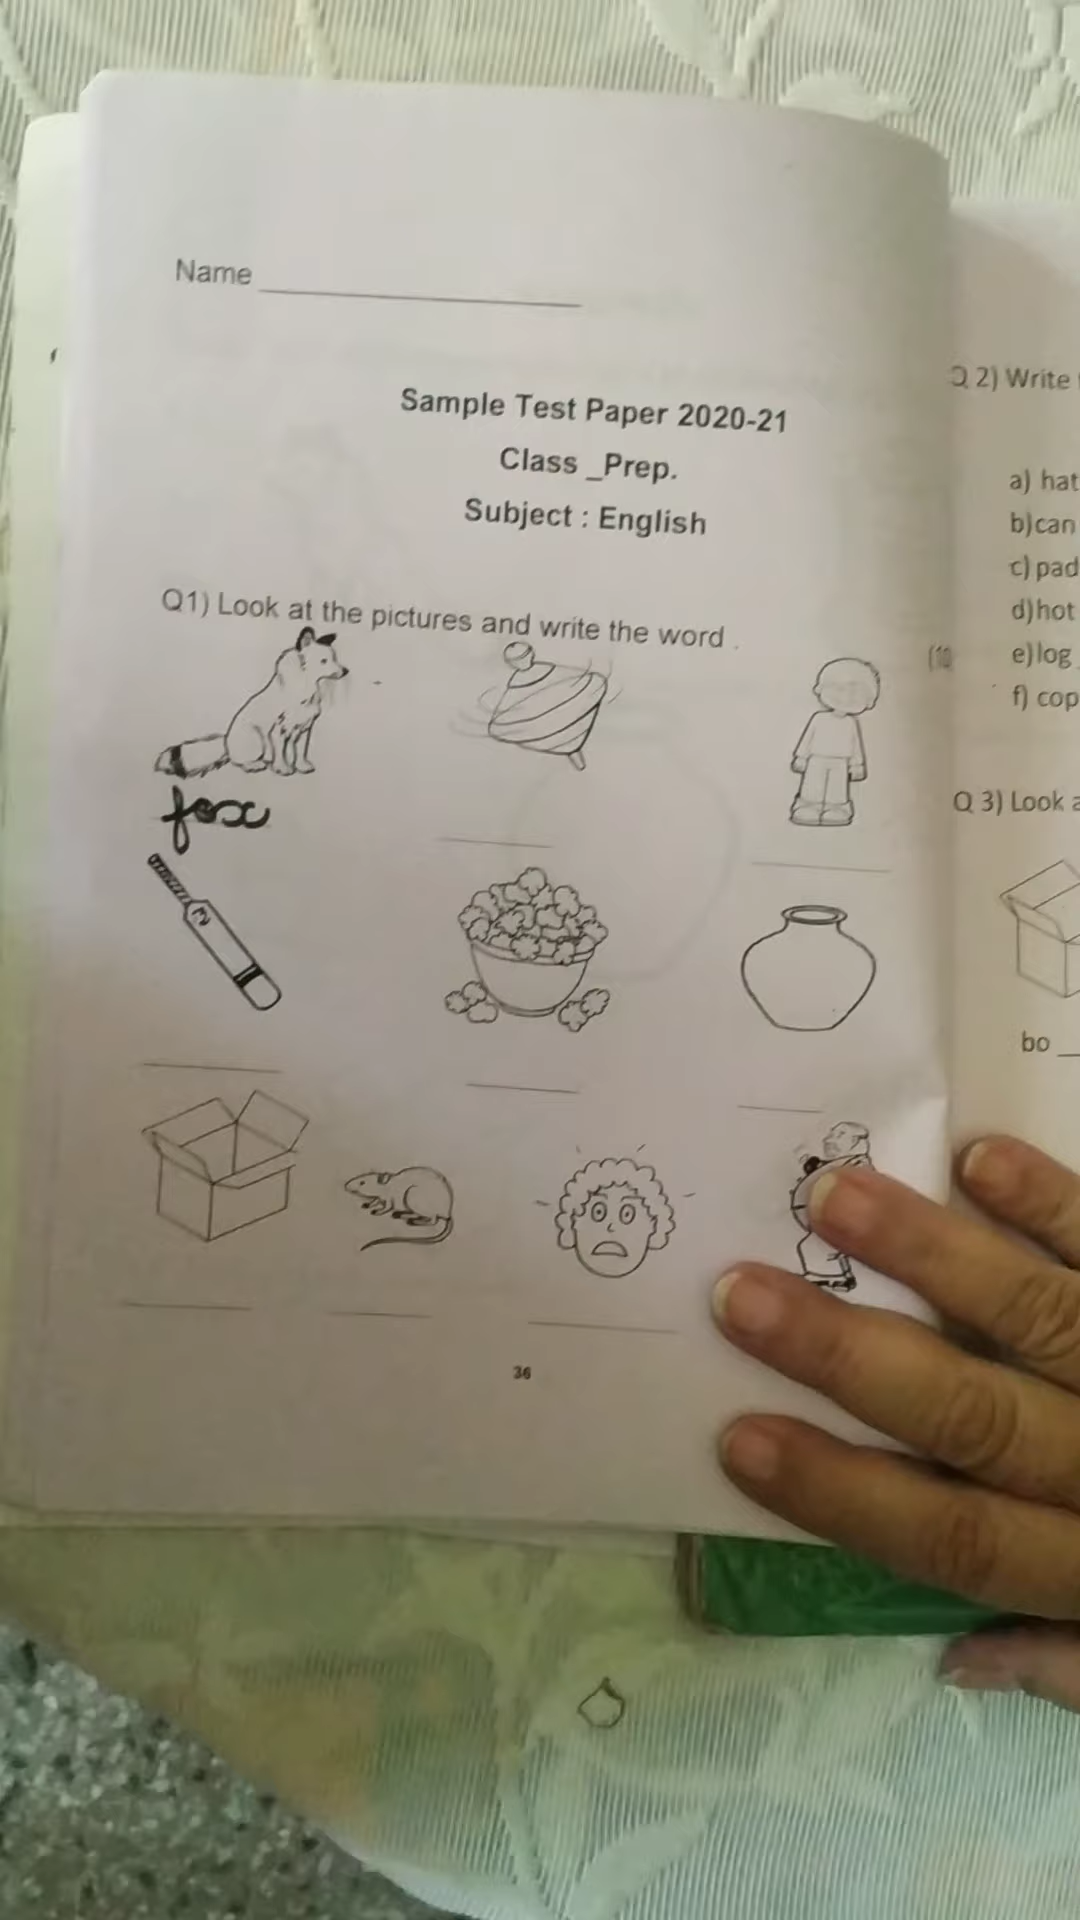 Name
Sample Test Paper 2020-21
Class _Prep.
Subject : English
Q1) Look at the pictures and write the word .
(10
fox
36
Q 2) Write
a) hat
b)can
c) pad
d)hot
e)log
f) cop
Q 3) Look a
bo